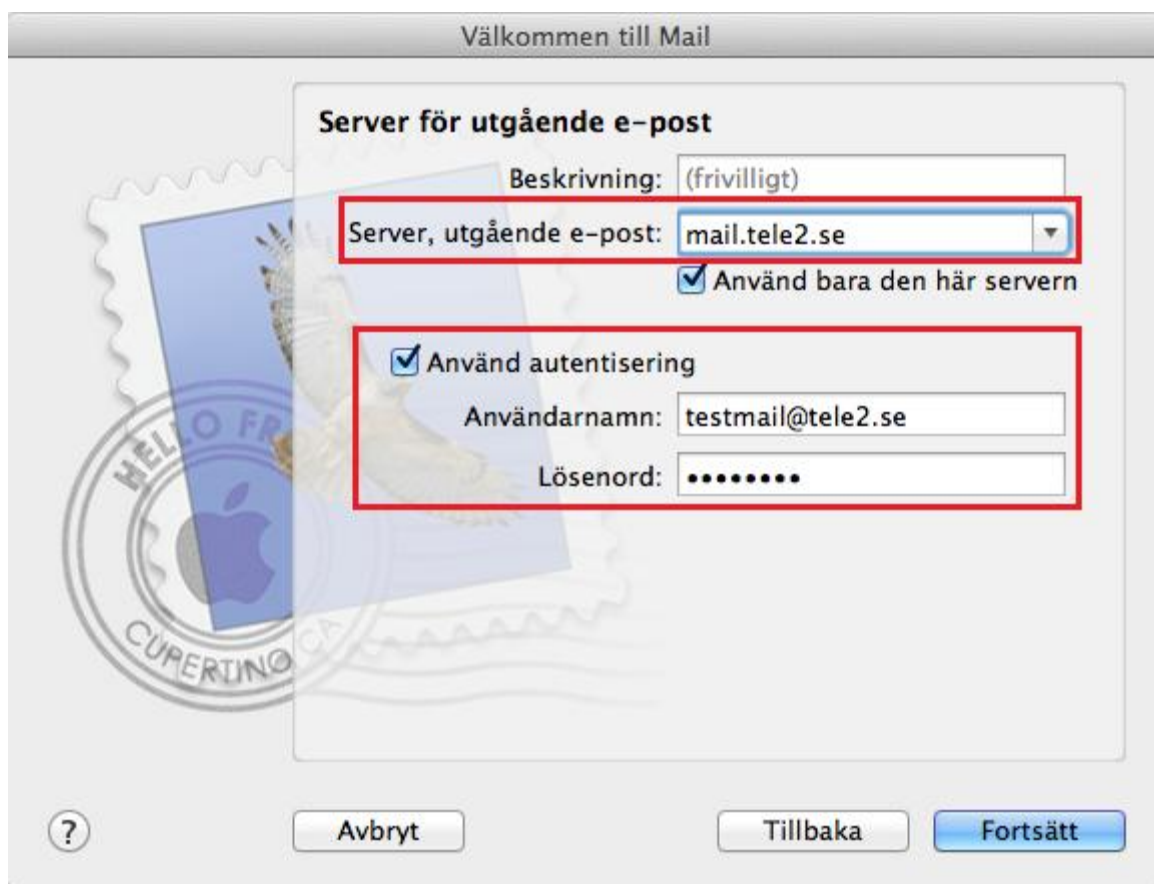 Välkommen till Mail
Server för utgående e-post
Beskrivning: (frivilligt)
Server, utgående e-post: mail.tele2.se
Använd bara den här servern
Använd autentisering
Användarnamn: testmail@tele2.se
Lösenord: ••••••••
HELLO FR
CUPERTINO CA
? Avbryt Tillbaka Fortsätt